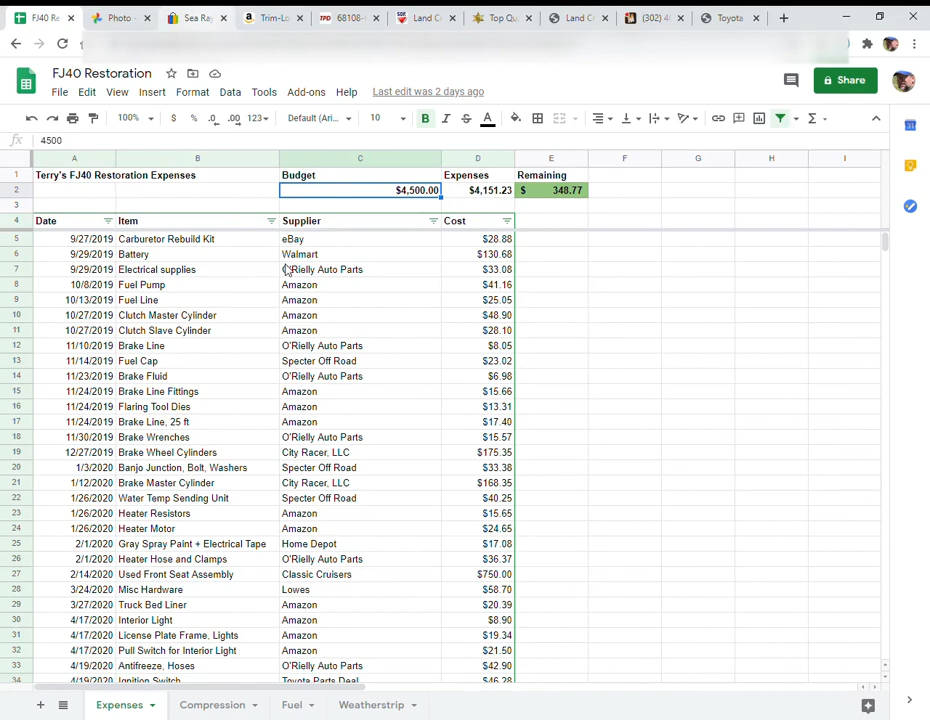 FJ40 Re
Photo -
Sea Ra
Trim-Lo
TPD 68108-
SOR Land C
Top Qu
Land C
(302) 4
Toyota
FJ40 Restoration
File Edit View Insert Format Data Tools Add-ons Help Last edit was 2 days ago
Share
100% $ % .0 .00 123 Default (Ari... 10 B I S A
fx 4500
A B C D E F G H I
1 Terry's FJ40 Restoration Expenses Budget Expenses Remaining
2 $4,500.00 $4,151.23 $ 348.77
3
4 Date Item Supplier Cost
5 9/27/2019 Carburetor Rebuild Kit eBay $28.88
6 9/29/2019 Battery Walmart $130.68
7 9/29/2019 Electrical supplies O'Rielly Auto Parts $33.08
8 10/8/2019 Fuel Pump Amazon $41.16
9 10/13/2019 Fuel Line Amazon $25.05
10 10/27/2019 Clutch Master Cylinder Amazon $48.90
11 10/27/2019 Clutch Slave Cylinder Amazon $28.10
12 11/10/2019 Brake Line O'Rielly Auto Parts $8.05
13 11/14/2019 Fuel Cap Specter Off Road $23.02
14 11/23/2019 Brake Fluid O'Rielly Auto Parts $6.98
15 11/24/2019 Brake Line Fittings Amazon $15.66
16 11/24/2019 Flaring Tool Dies Amazon $13.31
17 11/24/2019 Brake Line, 25 ft Amazon $17.40
18 11/30/2019 Brake Wrenches O'Rielly Auto Parts $15.57
19 12/27/2019 Brake Wheel Cylinders City Racer, LLC $175.35
20 1/3/2020 Banjo Junction, Bolt, Washers Specter Off Road $33.38
21 1/12/2020 Brake Master Cylinder City Racer, LLC $168.35
22 1/26/2020 Water Temp Sending Unit Specter Off Road $40.25
23 1/26/2020 Heater Resistors Amazon $15.65
24 1/26/2020 Heater Motor Amazon $24.65
25 2/1/2020 Gray Spray Paint + Electrical Tape Home Depot $17.08
26 2/1/2020 Heater Hose and Clamps O'Rielly Auto Parts $36.37
27 2/14/2020 Used Front Seat Assembly Classic Cruisers $750.00
28 3/24/2020 Misc Hardware Lowes $58.70
29 3/27/2020 Truck Bed Liner Amazon $20.39
30 4/17/2020 Interior Light Amazon $8.90
31 4/17/2020 License Plate Frame, Lights Amazon $19.34
32 4/17/2020 Pull Switch for Interior Light Amazon $21.50
33 4/19/2020 Antifreeze, Hoses O'Rielly Auto Parts $42.90
34 4/19/2020 Ignition Switch Toyota Parts Deal $46.28
Expenses Compression Fuel Weatherstrip